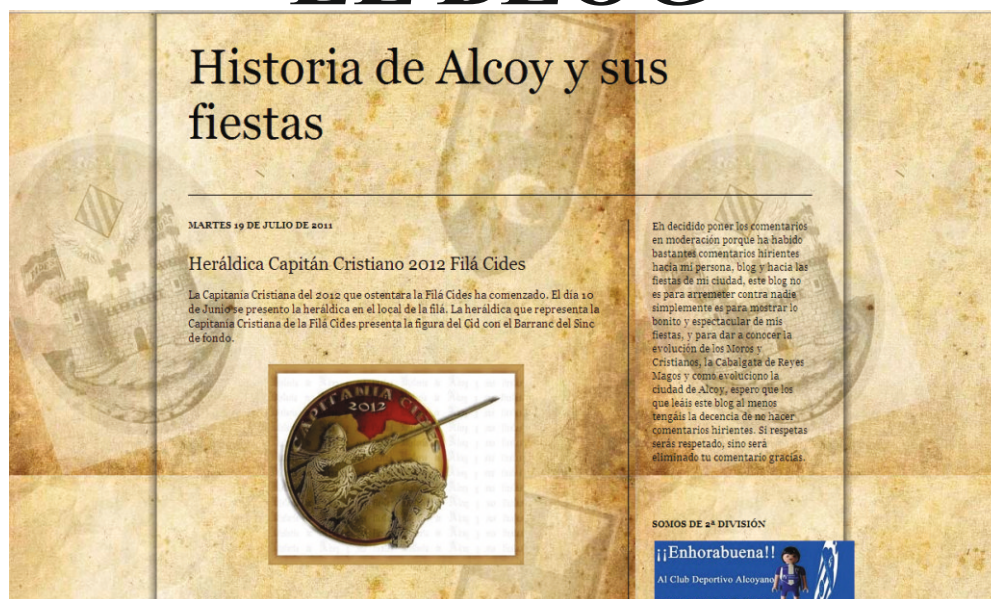 EL BLOG
Historia de Alcoy y sus
fiestas
MARTES 19 DE JULIO DE 2011
Heráldica Capitán Cristiano 2012 Filá Cides
La Capitania Cristiana del 2012 que ostentara la Filá Cides ha comenzado. El día 10
de Junio se presento la heráldica en el local de la filá. La heráldica que representa la
Capitania Cristiana de la Filá Cides presenta la figura del Cid con el Barranc del Sinc
de fondo.
CAPITANIA CIDES
2012
Eh decidido poner los comentarios
en moderación porque ha habido
bastantes comentarios hirientes
hacia mi persona, blog y hacia las
fiestas de mi ciudad, este blog no
es para arremeter contra nadie
simplemente es para mostrar lo
bonito y espectacular de mis
fiestas, y para dar a conocer la
evolución de los Moros y
Cristianos, la Cabalgata de Reyes
Magos y como evoluciono la
ciudad de Alcoy, espero que los
que leáis este blog al menos
tengáis la decencia de no hacer
comentarios hirientes. Si respetas
serás respetado, sino será
eliminado tu comentario gracias.
SOMOS DE 2ª DIVISIÓN
¡¡Enhorabuena!!
Al Club Deportivo Alcoyano